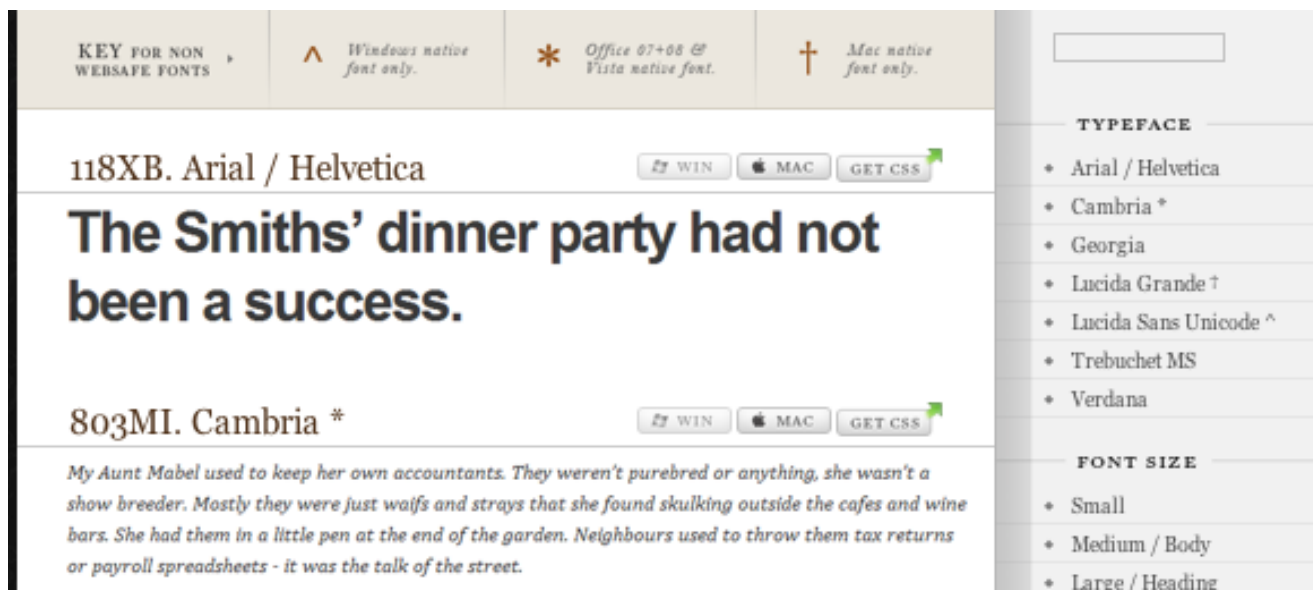 KEY FOR NON
WEBSAFE FONTS
^ Windows native
font only.
* Office 07+08 &
Vista native font.
† Mac native
font only.
118XB. Arial / Helvetica
WIN
MAC
GET CSS
The Smiths’ dinner party had not
been a success.
803MI. Cambria *
WIN
MAC
GET CSS
My Aunt Mabel used to keep her own accountants. They weren't purebred or anything, she wasn't a
show breeder. Mostly they were just waifs and strays that she found skulking outside the cafes and wine
bars. She had them in a little pen at the end of the garden. Neighbours used to throw them tax returns
or payroll spreadsheets - it was the talk of the street.
TYPEFACE
Arial / Helvetica
Cambria *
Georgia
Lucida Grande †
Lucida Sans Unicode ^
Trebuchet MS
Verdana
FONT SIZE
Small
Medium / Body
Large / Heading